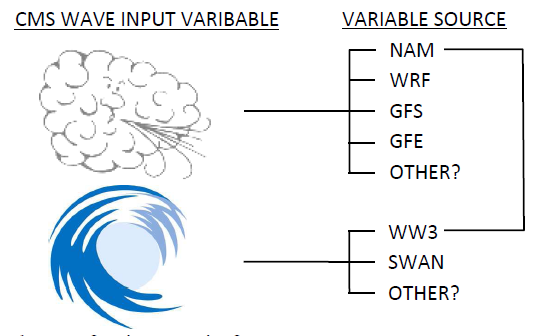 CMS WAVE INPUT VARIBABLE
VARIABLE SOURCE
NAM
WRF
GFS
GFE
OTHER?
WW3
SWAN
OTHER?